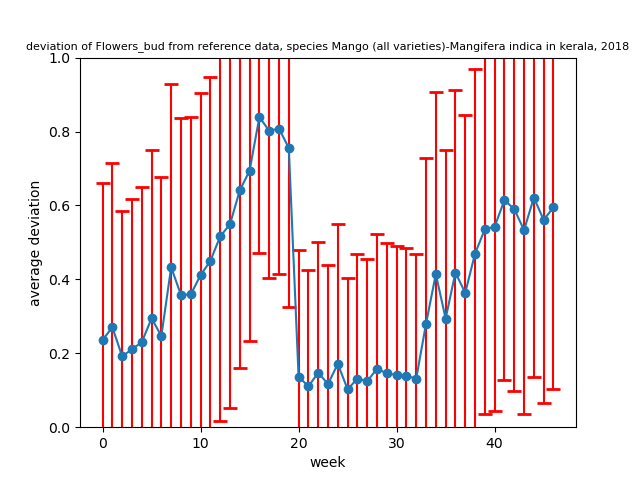 deviation of Flowers_bud from reference data, species Mango (all varieties)-Mangifera indica in kerala, 2018
1.0
0.8
0.6
0.4
0.2
0.0
average deviation
0 10 20 30 40
week